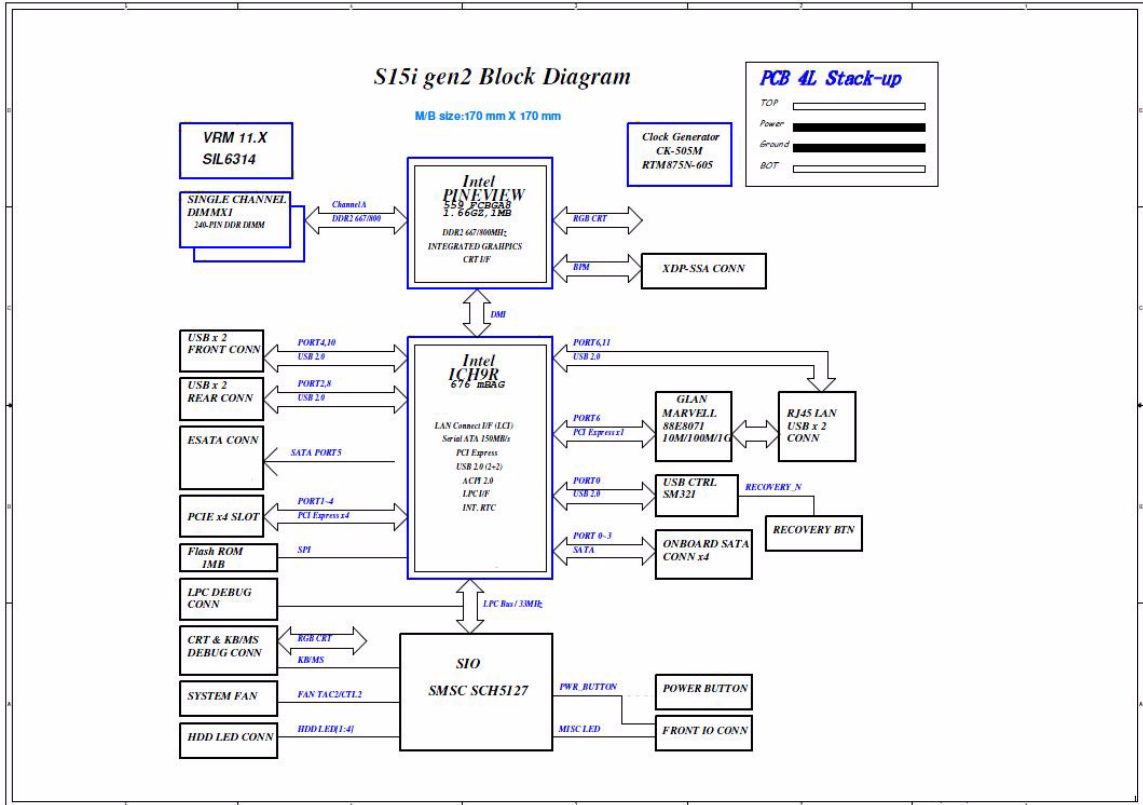 S15i gen2 Block Diagram
M/B size:170 mm X 170 mm
PCB 4L Stack-up
TOP
Power
Ground
BOT
VRM 11.X
SIL6314
Clock Generator
CK-505M
RTM875N-605
SINGLE CHANNEL
DIMMX1
240-PIN DDR DIMM
ChannelA
DDR2 667/800
Intel
PINEVIEW
559 FCBGA8
1.66GZ,1MB
DDR2 667/800MHz
INTEGRATED GRAHPICS
CRT I/F
RGB CRT
BPM
XDP-SSA CONN
DMI
USB x 2
FRONT CONN
PORT4,10
USB 2.0
USB x 2
REAR CONN
PORT2,8
USB 2.0
ESATA CONN
SATA PORT5
PCIE x4 SLOT
PORT1~4
PCI Express x4
Flash ROM
1MB
SPI
LPC DEBUG
CONN
Intel
ICH9R
676 mBAG
LAN Connect I/F (LCI)
Serial ATA 150MB/s
PCI Express
USB 2.0 (2+2)
ACPI 2.0
LPC I/F
INT. RTC
PORT6,11
USB 2.0
PORT6
PCI Express x1
GLAN
MARVELL
88E8071
10M/100M/1G
RJ45 LAN
USB x 2
CONN
PORT0
USB 2.0
USB CTRL
SM321
RECOVERY_N
RECOVERY BTN
PORT 0~3
SATA
ONBOARD SATA
CONN x4
LPC Bus / 33MHz
CRT & KB/MS
DEBUG CONN
RGB CRT
KB/MS
SYSTEM FAN
FAN TAC2/CTL2
HDD LED CONN
HDD LED[1:4]
SIO
SMSC SCH5127
PWR_BUTTON
POWER BUTTON
MISC LED
FRONT IO CONN